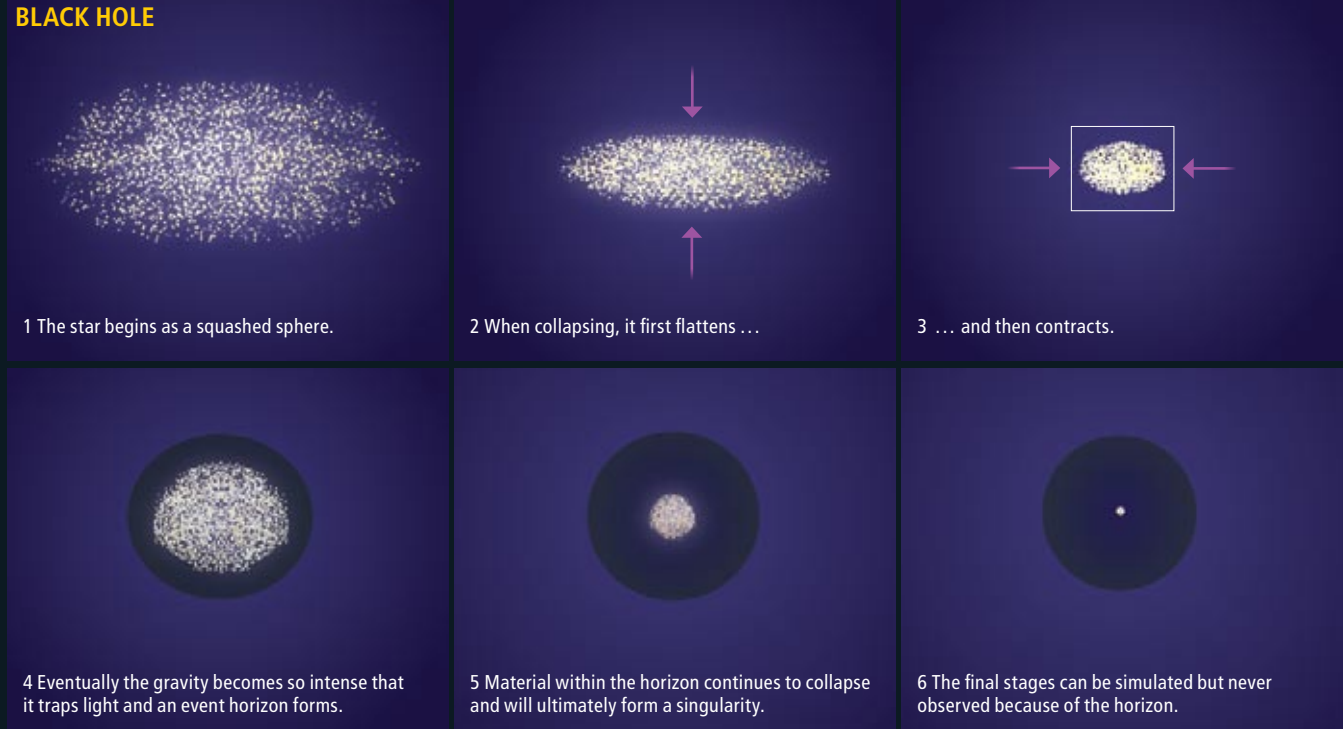 BLACK HOLE
1 The star begins as a squashed sphere.
2 When collapsing, it first flattens …
3 … and then contracts.
4 Eventually the gravity becomes so intense that
it traps light and an event horizon forms.
5 Material within the horizon continues to collapse
and will ultimately form a singularity.
6 The final stages can be simulated but never
observed because of the horizon.